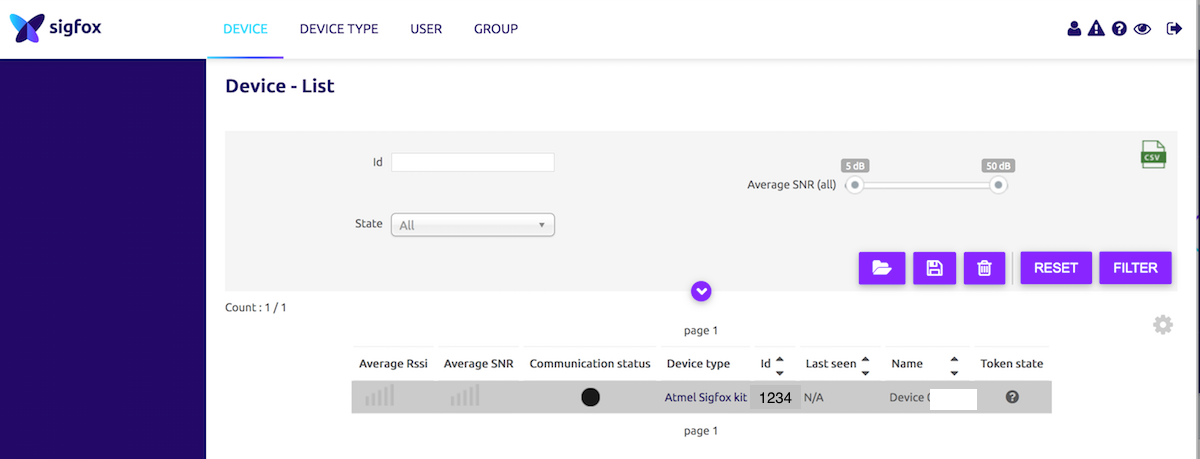 sigfox
DEVICE DEVICE TYPE USER GROUP
Device - List
CSV
Id
5 dB 50 dB
Average SNR (all)
State All
RESET FILTER
Count : 1 / 1
page 1
Average Rssi Average SNR Communication status Device type Id Last seen Name Token state
Atmel Sigfox kit 1234 N/A Device
page 1